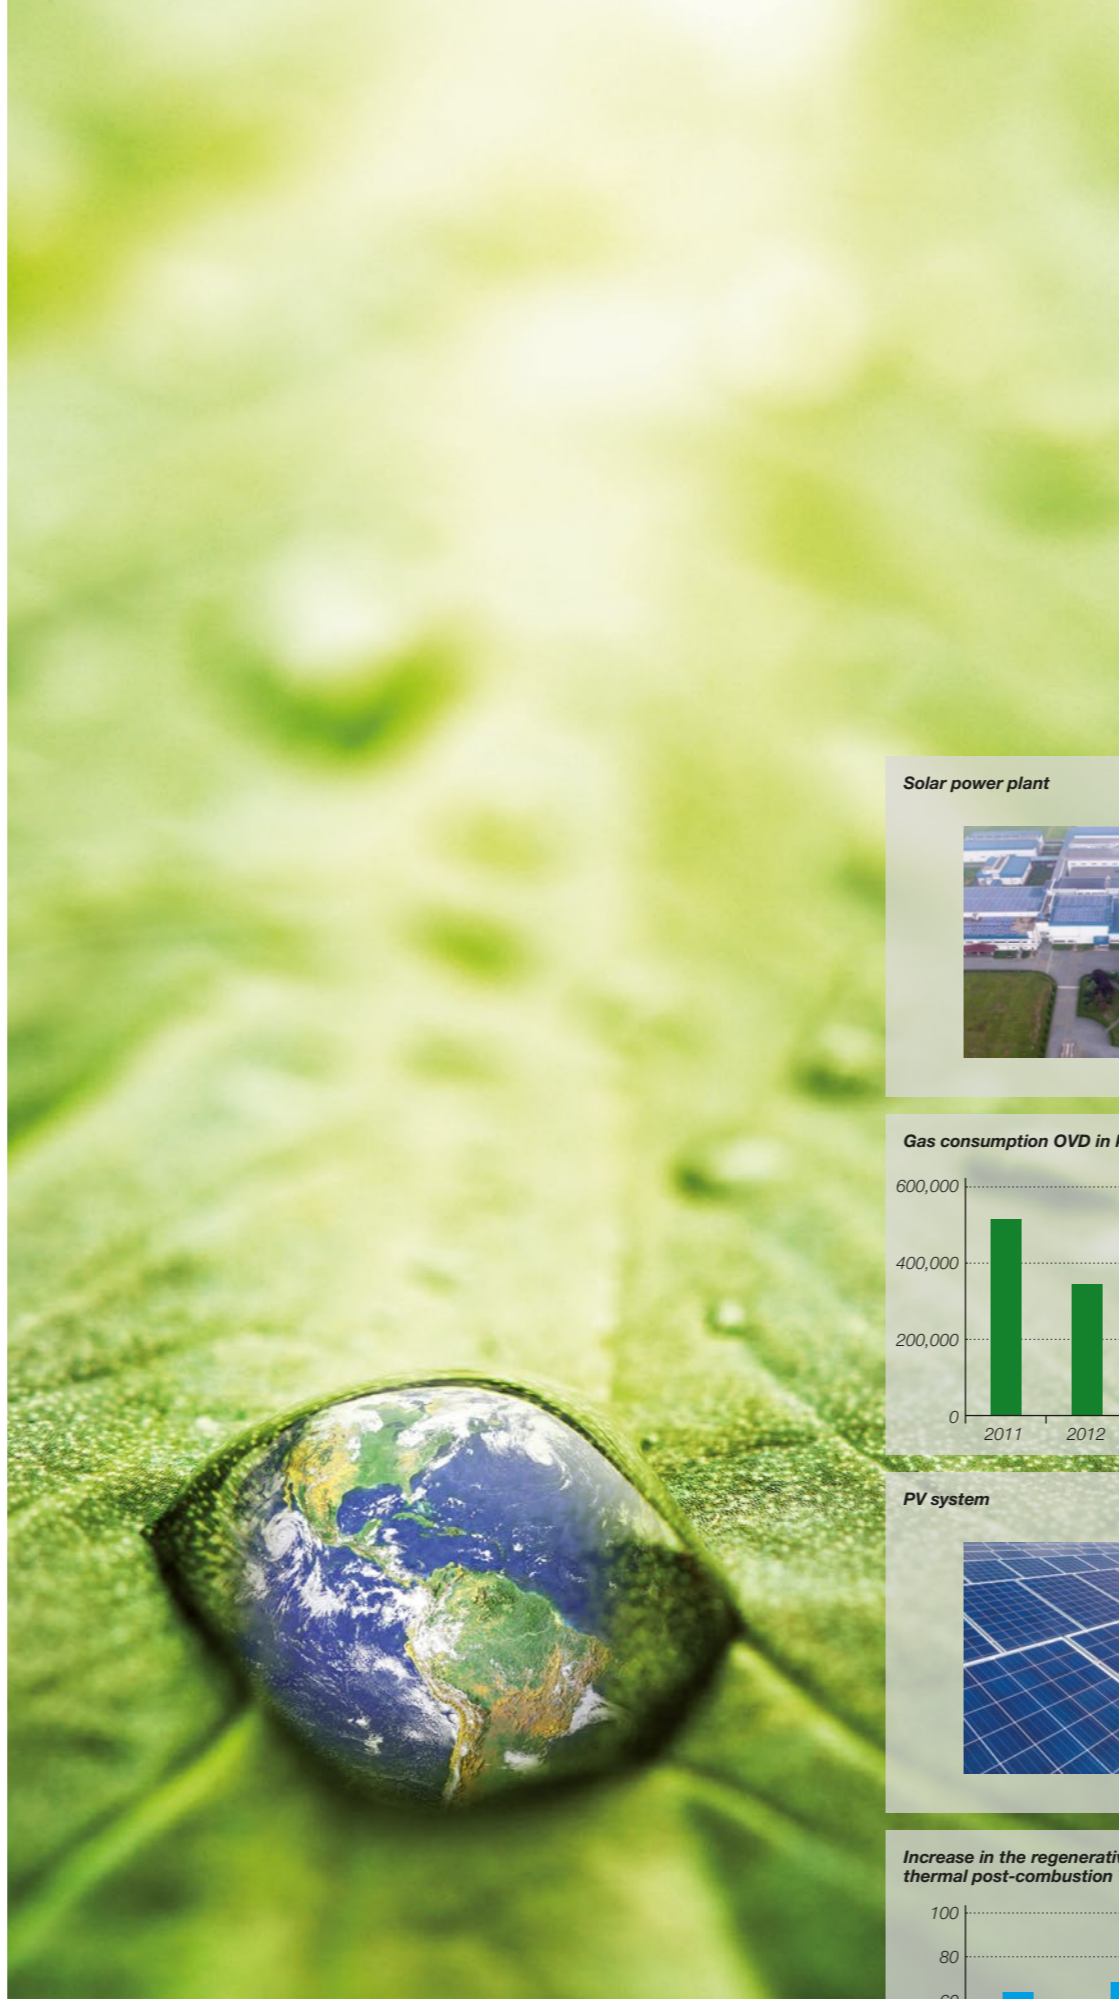 Solar power plant
Gas consumption OVD in
600,000
400,000
200,000
0
2011 2012
PV system
Increase in the regenerativ
thermal post-combustion
100
80
60